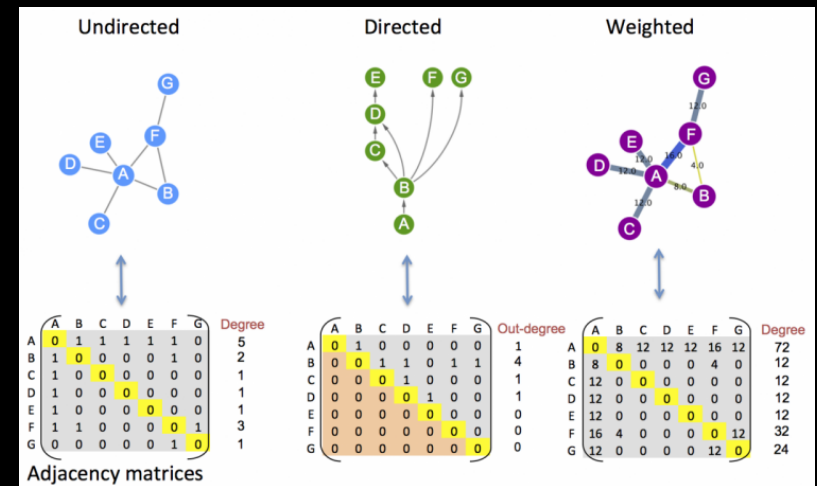 Undirected
Directed
Weighted
G
E
F
D
A
B
C
E
F
G
D
C
B
A
G
12.0
F
E
16.0
4.0
12.0
D
12.0
A
8.0
B
12.0
C
A B C D E F G Degree
A 0 1 1 1 1 1 0 5
B 1 0 0 0 0 1 0 2
C 1 0 0 0 0 0 0 1
D 1 0 0 0 0 0 0 1
E 1 0 0 0 0 0 0 1
F 1 1 0 0 0 0 1 3
G 0 0 0 0 0 1 0 1
A B C D E F G Out-degree
A 0 1 0 0 0 0 0 1
B 0 0 1 1 0 1 1 4
C 0 0 0 1 0 0 0 1
D 0 0 0 0 1 0 0 1
E 0 0 0 0 0 0 0 0
F 0 0 0 0 0 0 0 0
G 0 0 0 0 0 0 0 0
A B C D E F G Degree
A 0 8 12 12 12 16 12 72
B 8 0 0 0 0 4 0 12
C 12 0 0 0 0 0 0 12
D 12 0 0 0 0 0 0 12
E 12 0 0 0 0 0 0 12
F 16 4 0 0 0 0 12 32
G 12 0 0 0 0 12 0 24
Adjacency matrices